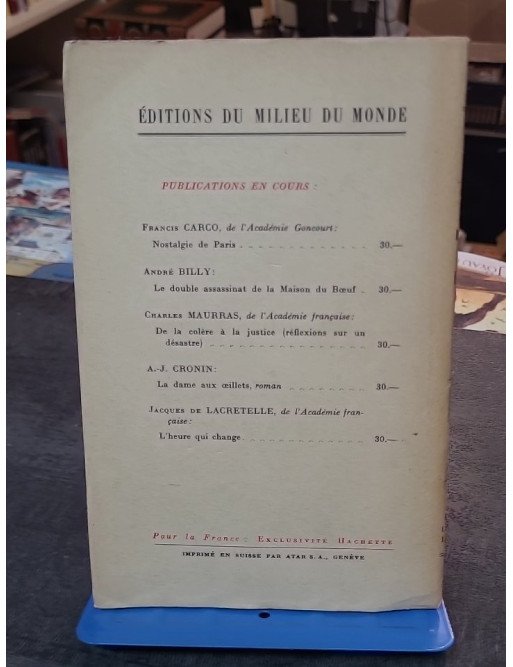 ÉDITIONS DU MILIEU DU MONDE
PUBLICATIONS EN COURS :
FRANCIS CARCO, de l'Académie Goncourt:
Nostalgie de Paris . . . . . . . . . . . . . . 30.—
ANDRÉ BILLY:
Le double assassinat de la Maison du Bœuf . 30.—
CHARLES MAURRAS, de l'Académie française:
De la colère à la justice (réflexions sur un
désastre) . . . . . . . . . . . . . . . . . 30.—
A.-J. CRONIN:
La dame aux œillets, roman . . . . . . . . 30.—
JACQUES DE LACRETELLE, de l'Académie fran-
çaise:
L'heure qui change. . . . . . . . . . . . . 30.—
Pour la France : EXCLUSIVITÉ HACHETTE
IMPRIMÉ EN SUISSE PAR ATAR S.A., GENÈVE
JOYAU